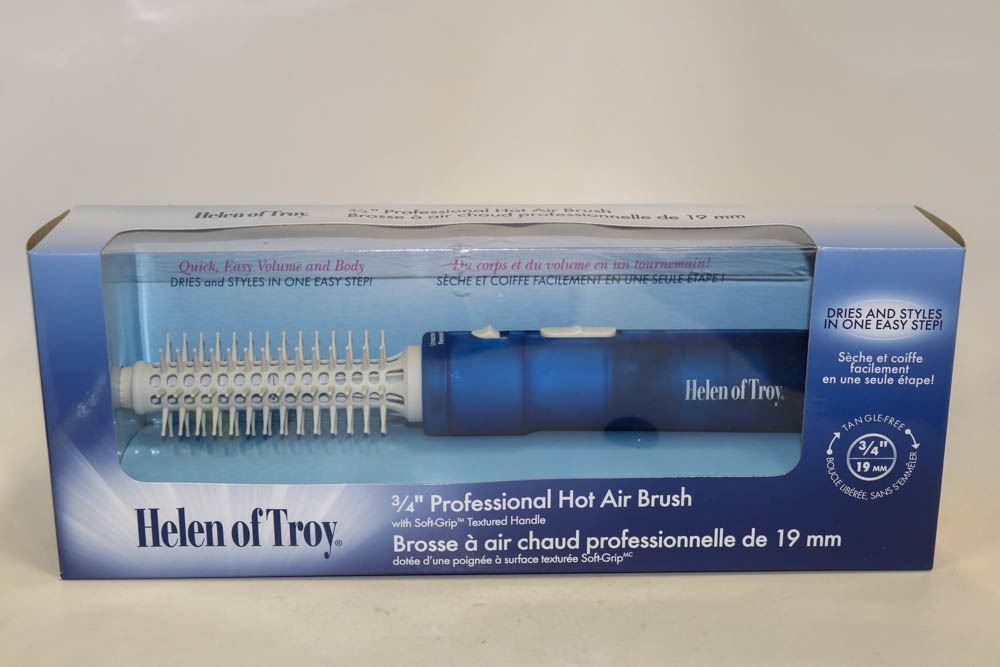 Helen of Troy.
3/4" Professional Hot Air Brush
Brosse à air chaud professionnelle de 19 mm
Quick, Easy Volume and Body
DRIES and STYLES IN ONE EASY STEP!
Du corps et du volume en un tournemain!
SÈCHE ET COIFFE FACILEMENT EN UNE SEULE ÉTAPE!
Helen of Troy.
DRIES AND STYLES
IN ONE EASY STEP!
Sèche et coiffe
facilement
en une seule étape!
TANGLE-FREE
3/4"
19 MM
BOUCLE LIBÉRÉE, SANS S'EMMÊLER
Helen of Troy®
3/4" Professional Hot Air Brush
with Soft-Grip™ Textured Handle
Brosse à air chaud professionnelle de 19 mm
dotée d'une poignée à surface texturée Soft-Grip MC